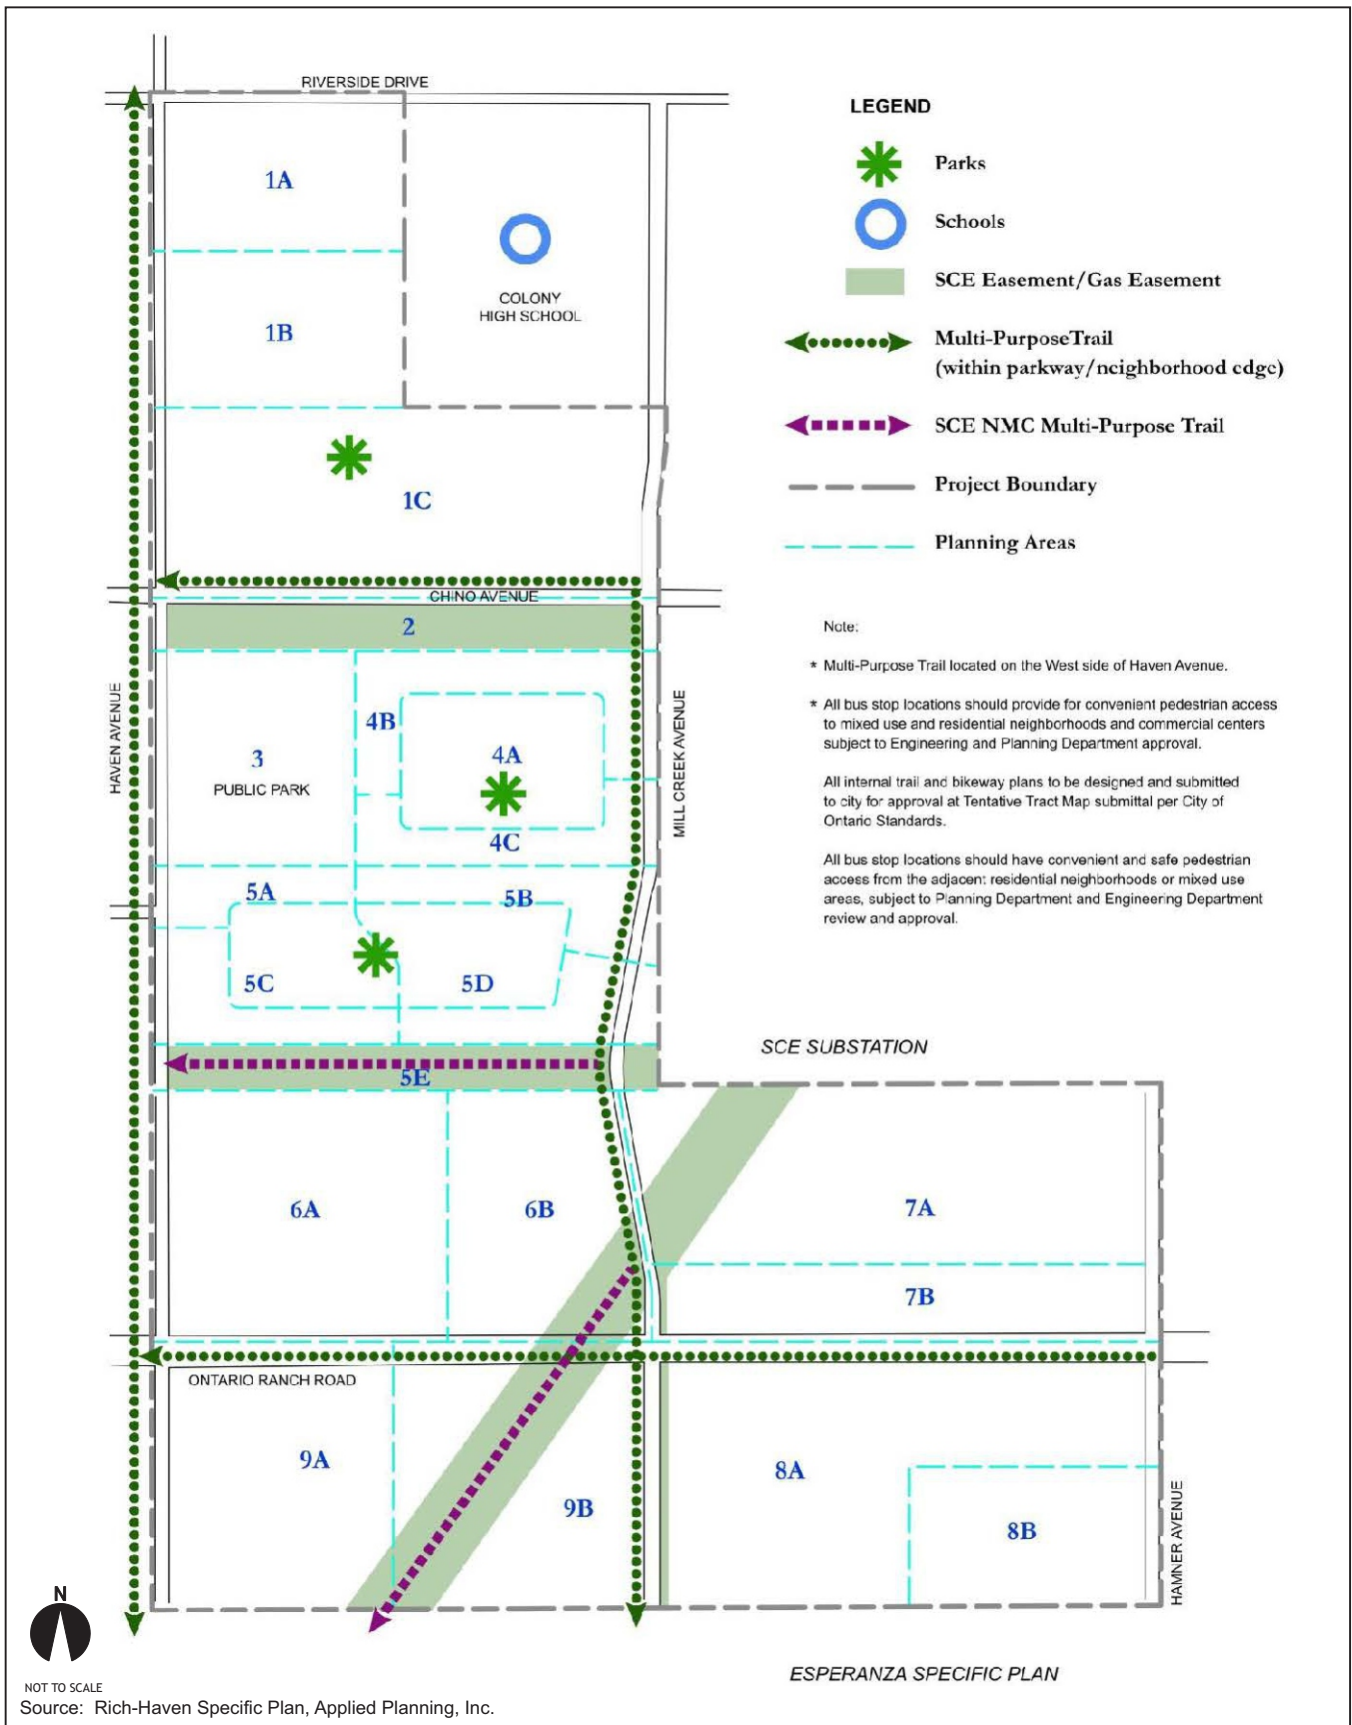 RIVERSIDE DRIVE
1A
1B
COLONY
HIGH SCHOOL
1C
CHINO AVENUE
2
HAVEN AVENUE
MILL CREEK AVENUE
4B
4A
3
PUBLIC PARK
4C
5A
5B
5C
5D
5E
SCE SUBSTATION
6A
6B
7A
7B
ONTARIO RANCH ROAD
9A
9B
8A
8B
HAMNER AVENUE
ESPERANZA SPECIFIC PLAN
LEGEND
Parks
Schools
SCE Easement/Gas Easement
Multi-PurposeTrail
(within parkway/neighborhood edge)
SCE NMC Multi-Purpose Trail
Project Boundary
Planning Areas
Note:
* Multi-Purpose Trail located on the West side of Haven Avenue.
* All bus stop locations should provide for convenient pedestrian access
to mixed use and residential neighborhoods and commercial centers
subject to Engineering and Planning Department approval.
All internal trail and bikeway plans to be designed and submitted
to city for approval at Tentative Tract Map submittal per City of
Ontario Standards.
All bus stop locations should have convenient and safe pedestrian
access from the adjacent residential neighborhoods or mixed use
areas, subject to Planning Department and Engineering Department
review and approval.
N
NOT TO SCALE
Source: Rich-Haven Specific Plan, Applied Planning, Inc.